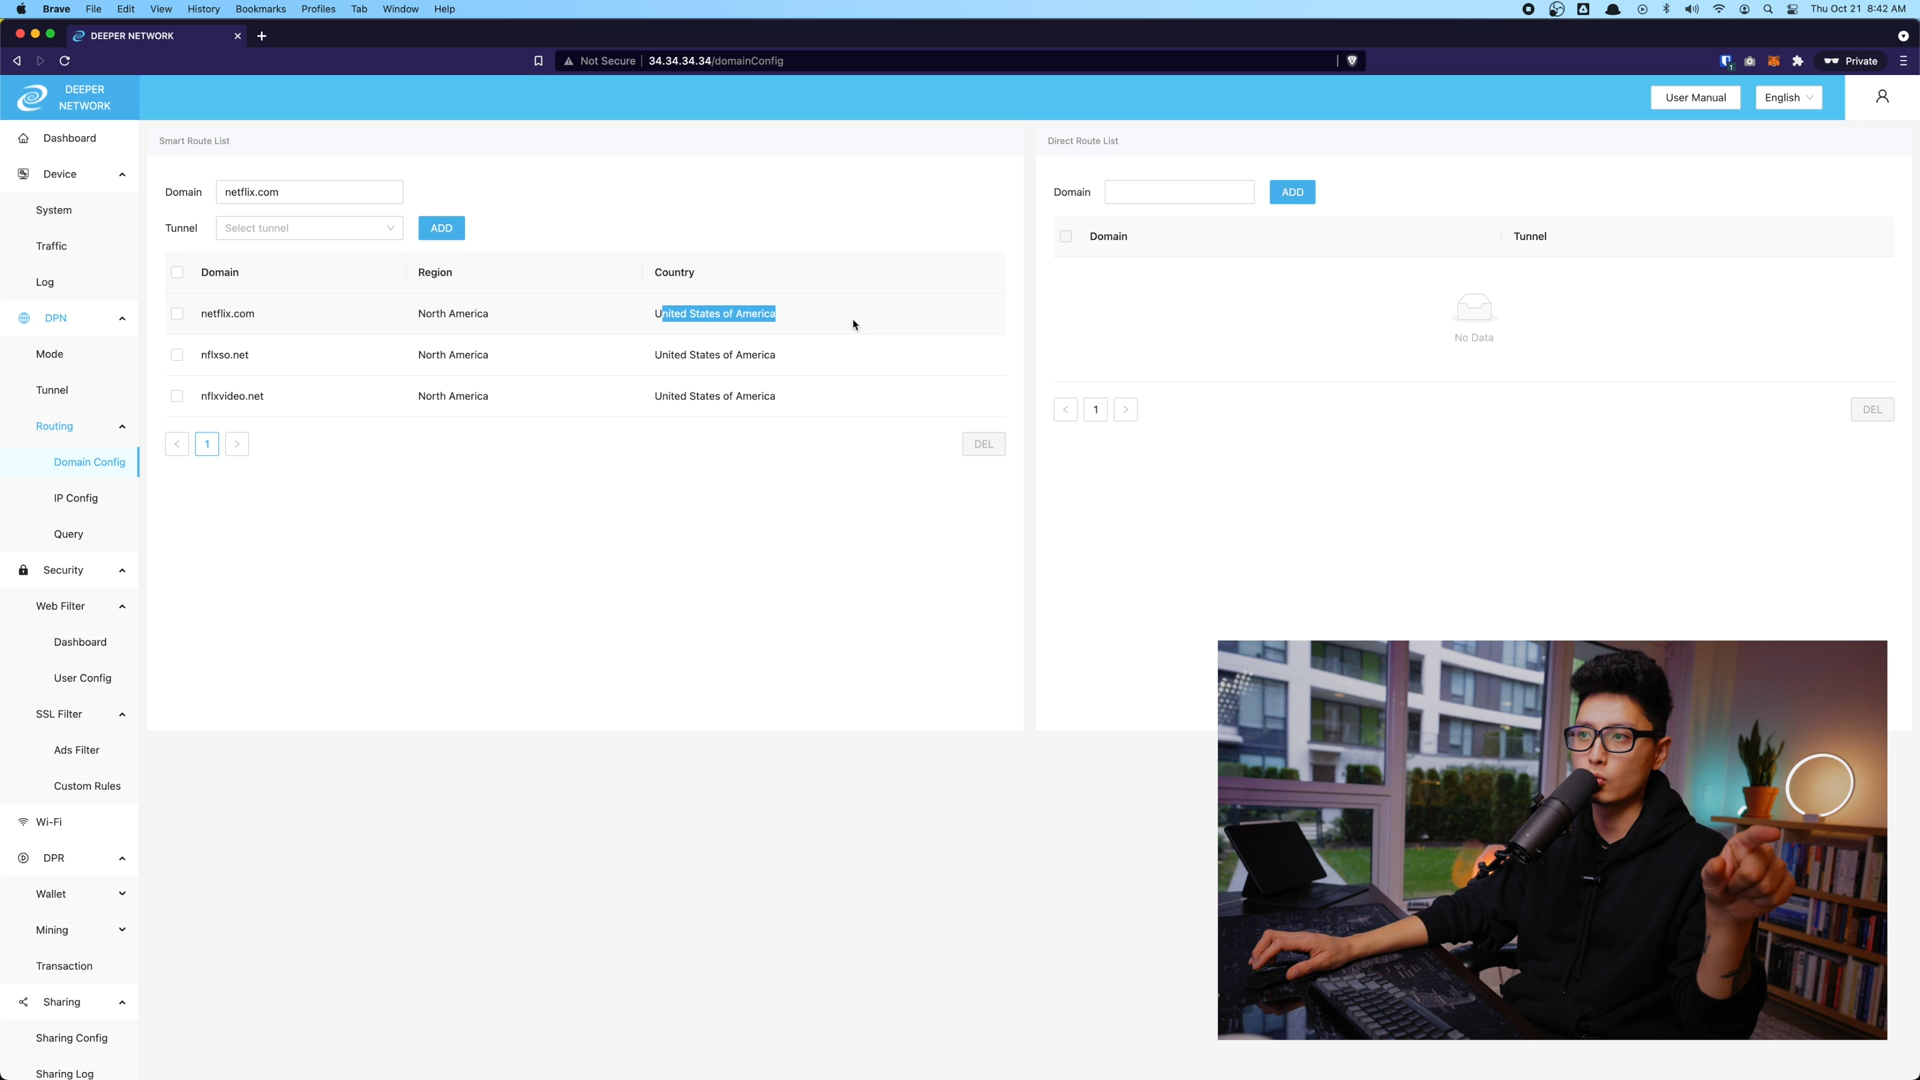 Brave File Edit View History Bookmarks Profiles Tab Window Help Thu Oct 21 8:42 AM
DEEPER NETWORK
Not Secure 34.34.34.34/domainConfig 1 Private
DEEPER
NETWORK
User Manual English
Dashboard
Device
System
Traffic
Log
DPN
Mode
Tunnel
Routing
Domain Config
IP Config
Query
Security
Web Filter
Dashboard
User Config
SSL Filter
Ads Filter
Custom Rules
Wi-Fi
DPR
Wallet
Mining
Transaction
Sharing
Sharing Config
Sharing Log
Smart Route List
Domain netflix.com
Tunnel Select tunnel ADD
Domain Region Country
netflix.com North America United States of America
nflxso.net North America United States of America
nflxvideo.net North America United States of America
< 1 > DEL
Direct Route List
Domain ADD
Domain Tunnel
No Data
< 1 > DEL